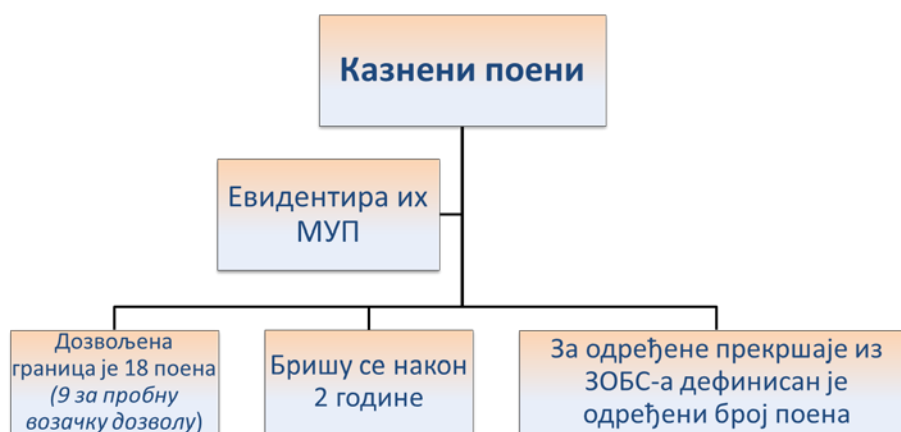 Казнени поени
Евидентира их
МУП
Дозвољена
граница је 18 поена
(9 за пробну
возачку дозволу)
Бришу се након
2 године
За одређене прекршаје из
ЗОБС-а дефинисан је
одређени број поена